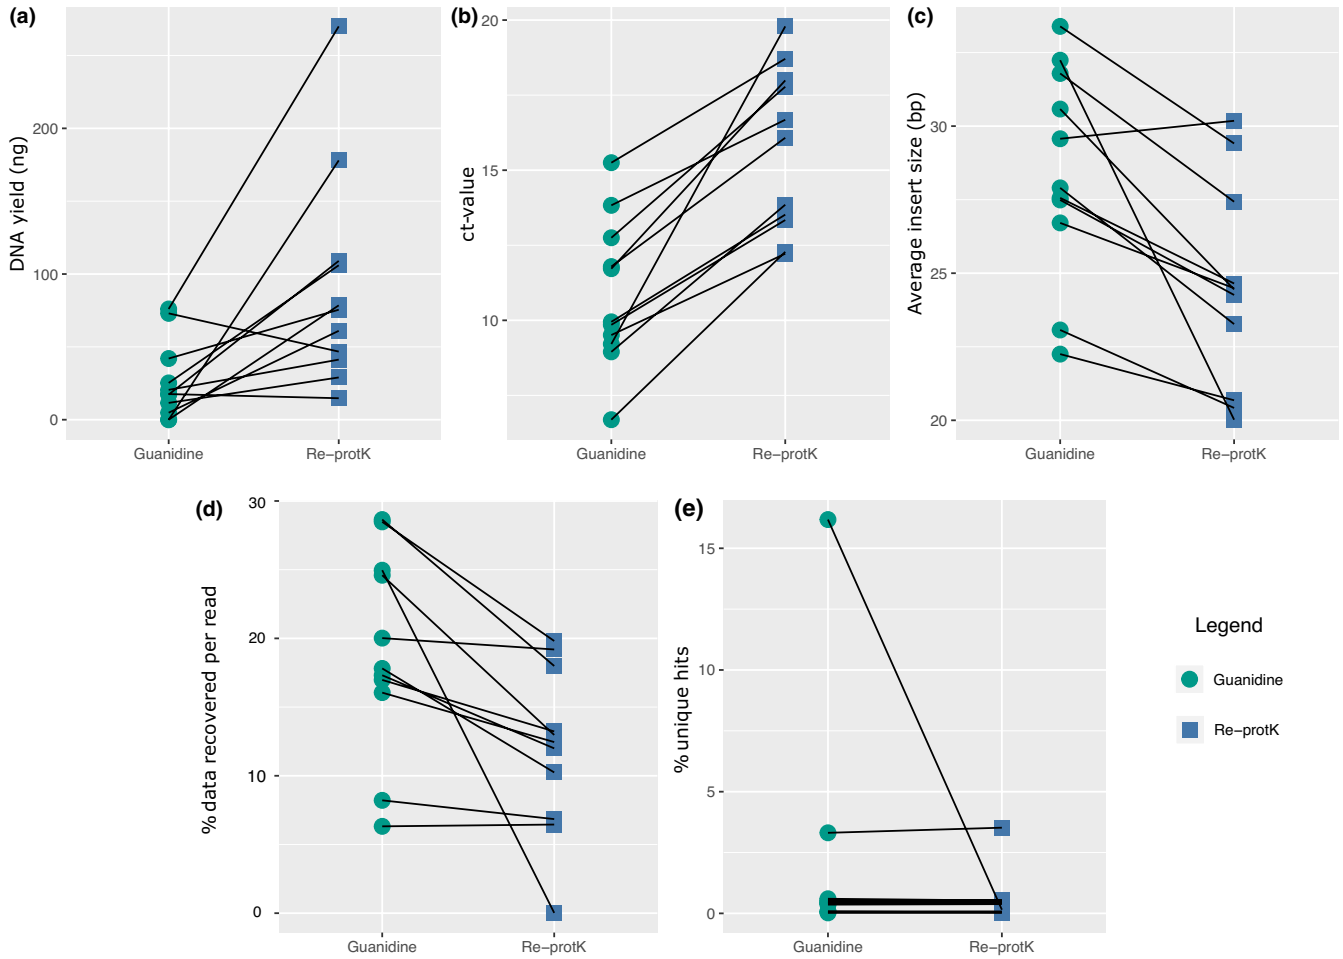 (a)
DNA yield (ng)
200
100
0
Guanidine
Re-protK
(b)
ct-value
20
15
10
Guanidine
Re-protK
(c)
Average insert size (bp)
30
25
20
Guanidine
Re-protK
(d)
% data recovered per read
30
20
10
0
Guanidine
Re-protK
(e)
% unique hits
15
10
5
0
Guanidine
Re-protK
Legend
Guanidine
Re-protK